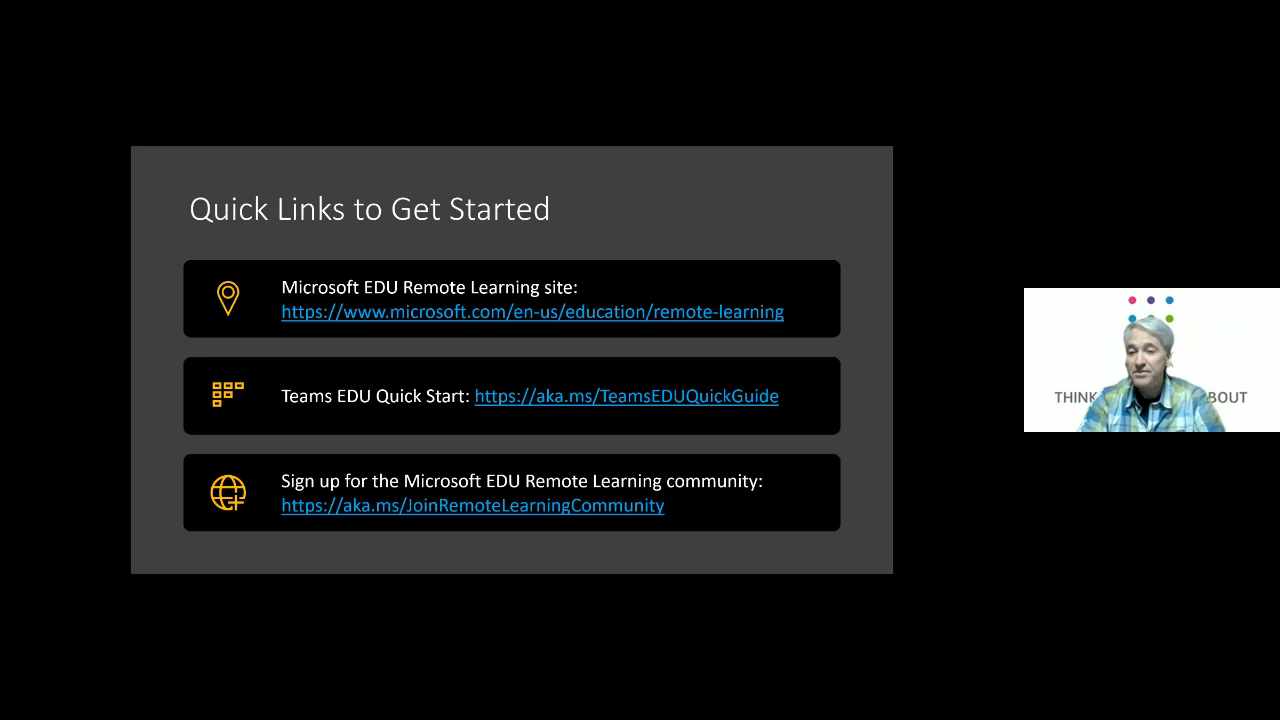 Quick Links to Get Started
Microsoft EDU Remote Learning site:
https://www.microsoft.com/en-us/education/remote-learning
Teams EDU Quick Start: https://aka.ms/TeamsEDUQuickGuide
Sign up for the Microsoft EDU Remote Learning community:
https://aka.ms/JoinRemoteLearningCommunity
THINK